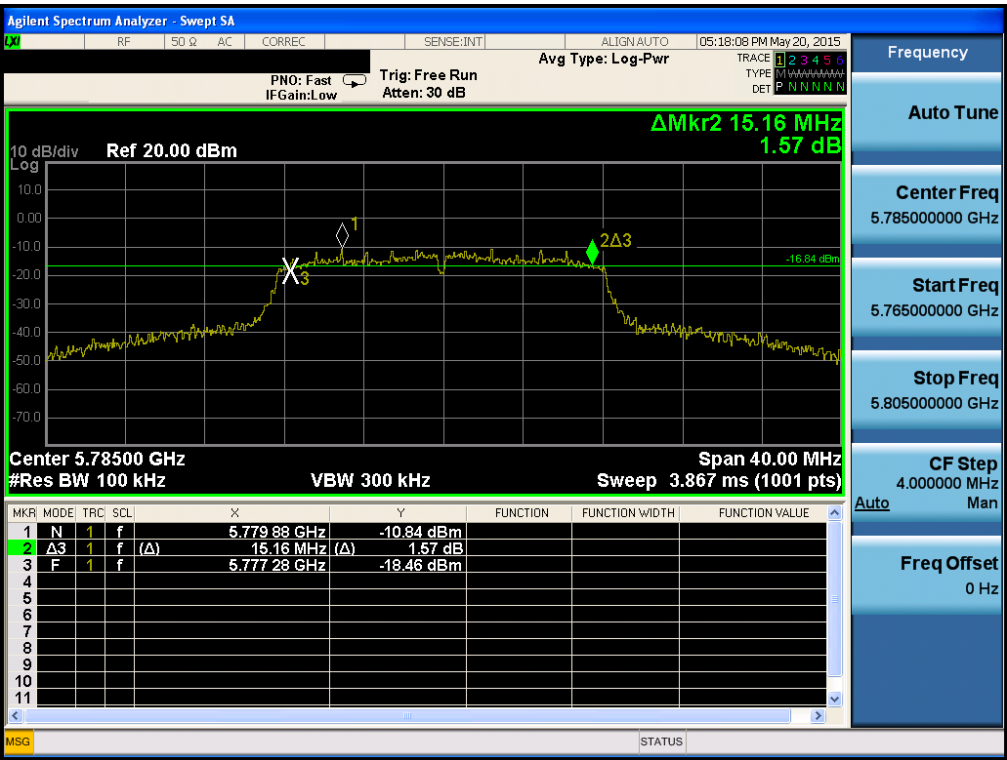 Agilent Spectrum Analyzer - Swept SA
LXI RF 50 Ω AC CORREC SENSE:INT ALIGN AUTO 05:18:08 PM May 20, 2015
PNO: Fast Trig: Free Run Avg Type: Log-Pwr TRACE 1 2 3 4 5 6
IFGain:Low Atten: 30 dB TYPE M WWWWW
DET P N N N N N
ΔMkr2 15.16 MHz
1.57 dB
10 dB/div Ref 20.00 dBm
Log
10.0
0.00
-10.0
-20.0
-30.0
-40.0
-50.0
-60.0
-70.0
1
2Δ3
3
-16.84 dBm
Center 5.78500 GHz Span 40.00 MHz
#Res BW 100 kHz VBW 300 kHz Sweep 3.867 ms (1001 pts)
MKR MODE TRC SCL X Y FUNCTION FUNCTION WIDTH FUNCTION VALUE
1 N 1 f 5.779 88 GHz -10.84 dBm
2 Δ3 1 f (Δ) 15.16 MHz (Δ) 1.57 dB
3 F 1 f 5.777 28 GHz -18.46 dBm
4
5
6
7
8
9
10
11
MSG STATUS
Frequency
Auto Tune
Center Freq
5.785000000 GHz
Start Freq
5.765000000 GHz
Stop Freq
5.805000000 GHz
CF Step
4.000000 MHz
Auto Man
Freq Offset
0 Hz